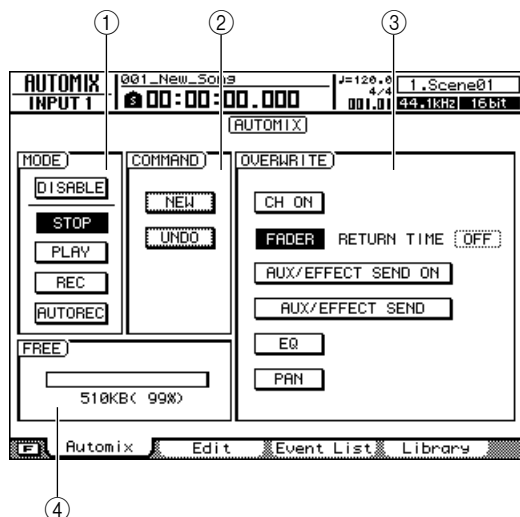 ① ② ③
AUTOMIX 001_New_Song ♩=120.0 1.Scene01
4/4
INPUT 1 S 00:00:00.000 001.01 44.1kHz 16bit
AUTOMIX
MODE COMMAND OVERWRITE
DISABLE NEW CH ON
STOP UNDO FADER RETURN TIME OFF
PLAY AUX/EFFECT SEND ON
REC AUX/EFFECT SEND
AUTOREC EQ
FREE PAN
510KB( 99%)
F Automix Edit Event List Library
④